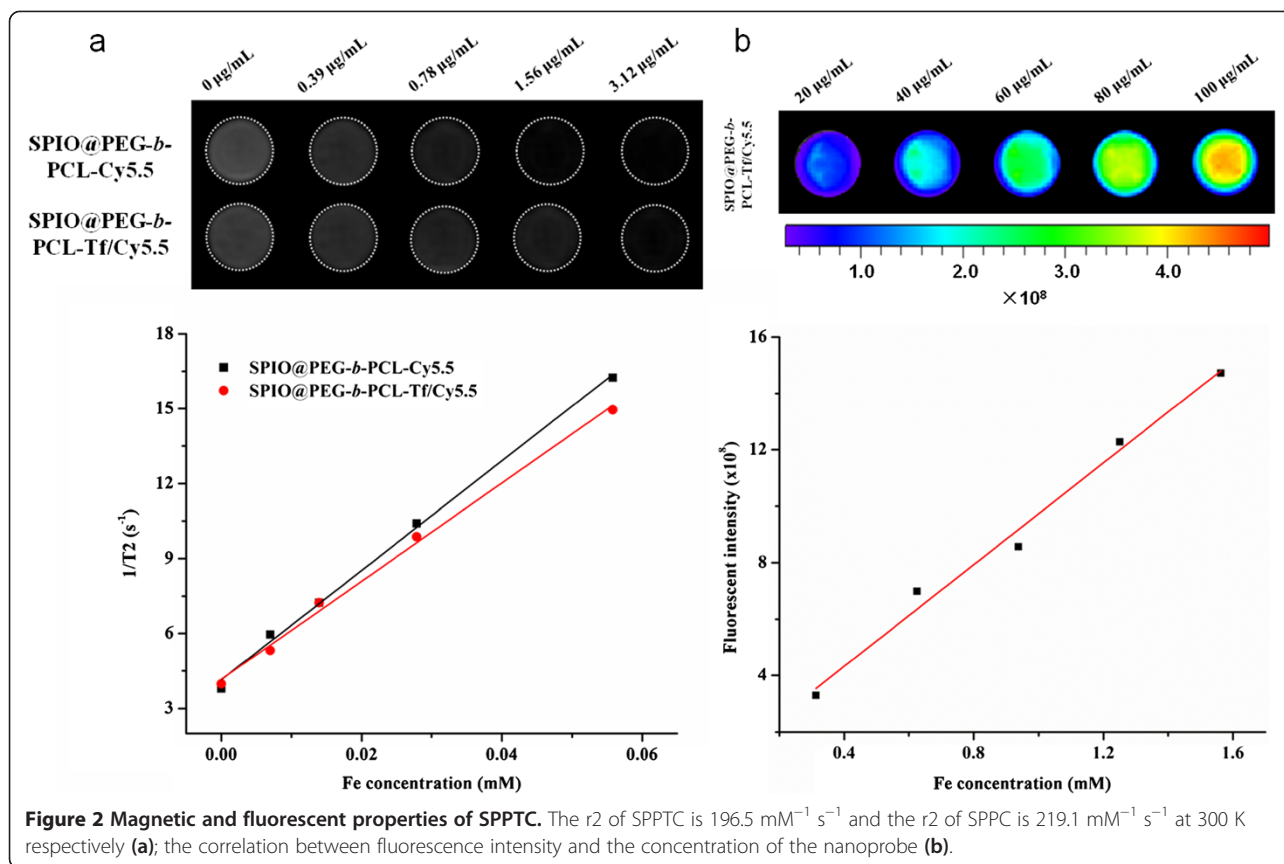 a
0 µg/mL 0.39 µg/mL 0.78 µg/mL 1.56 µg/mL 3.12 µg/mL
SPIO@PEG-b-
PCL-Cy5.5
SPIO@PEG-b-
PCL-Tf/Cy5.5
18
15
12
9
6
3
1/T2 (s⁻¹)
SPIO@PEG-b-PCL-Cy5.5
SPIO@PEG-b-PCL-Tf/Cy5.5
0.00 0.02 0.04 0.06
Fe concentration (mM)
b
20 µg/mL 40 µg/mL 60 µg/mL 80 µg/mL 100 µg/mL
SPIO@PEG-b-
PCL-Tf/Cy5.5
1.0 2.0 3.0 4.0
×10⁸
16
12
8
4
Fluorescent intensity (x10⁸)
0.4 0.8 1.2 1.6
Fe concentration (mM)
Figure 2 Magnetic and fluorescent properties of SPPTC. The r2 of SPPTC is 196.5 mM⁻¹ s⁻¹ and the r2 of SPPC is 219.1 mM⁻¹ s⁻¹ at 300 K
respectively (a); the correlation between fluorescence intensity and the concentration of the nanoprobe (b).